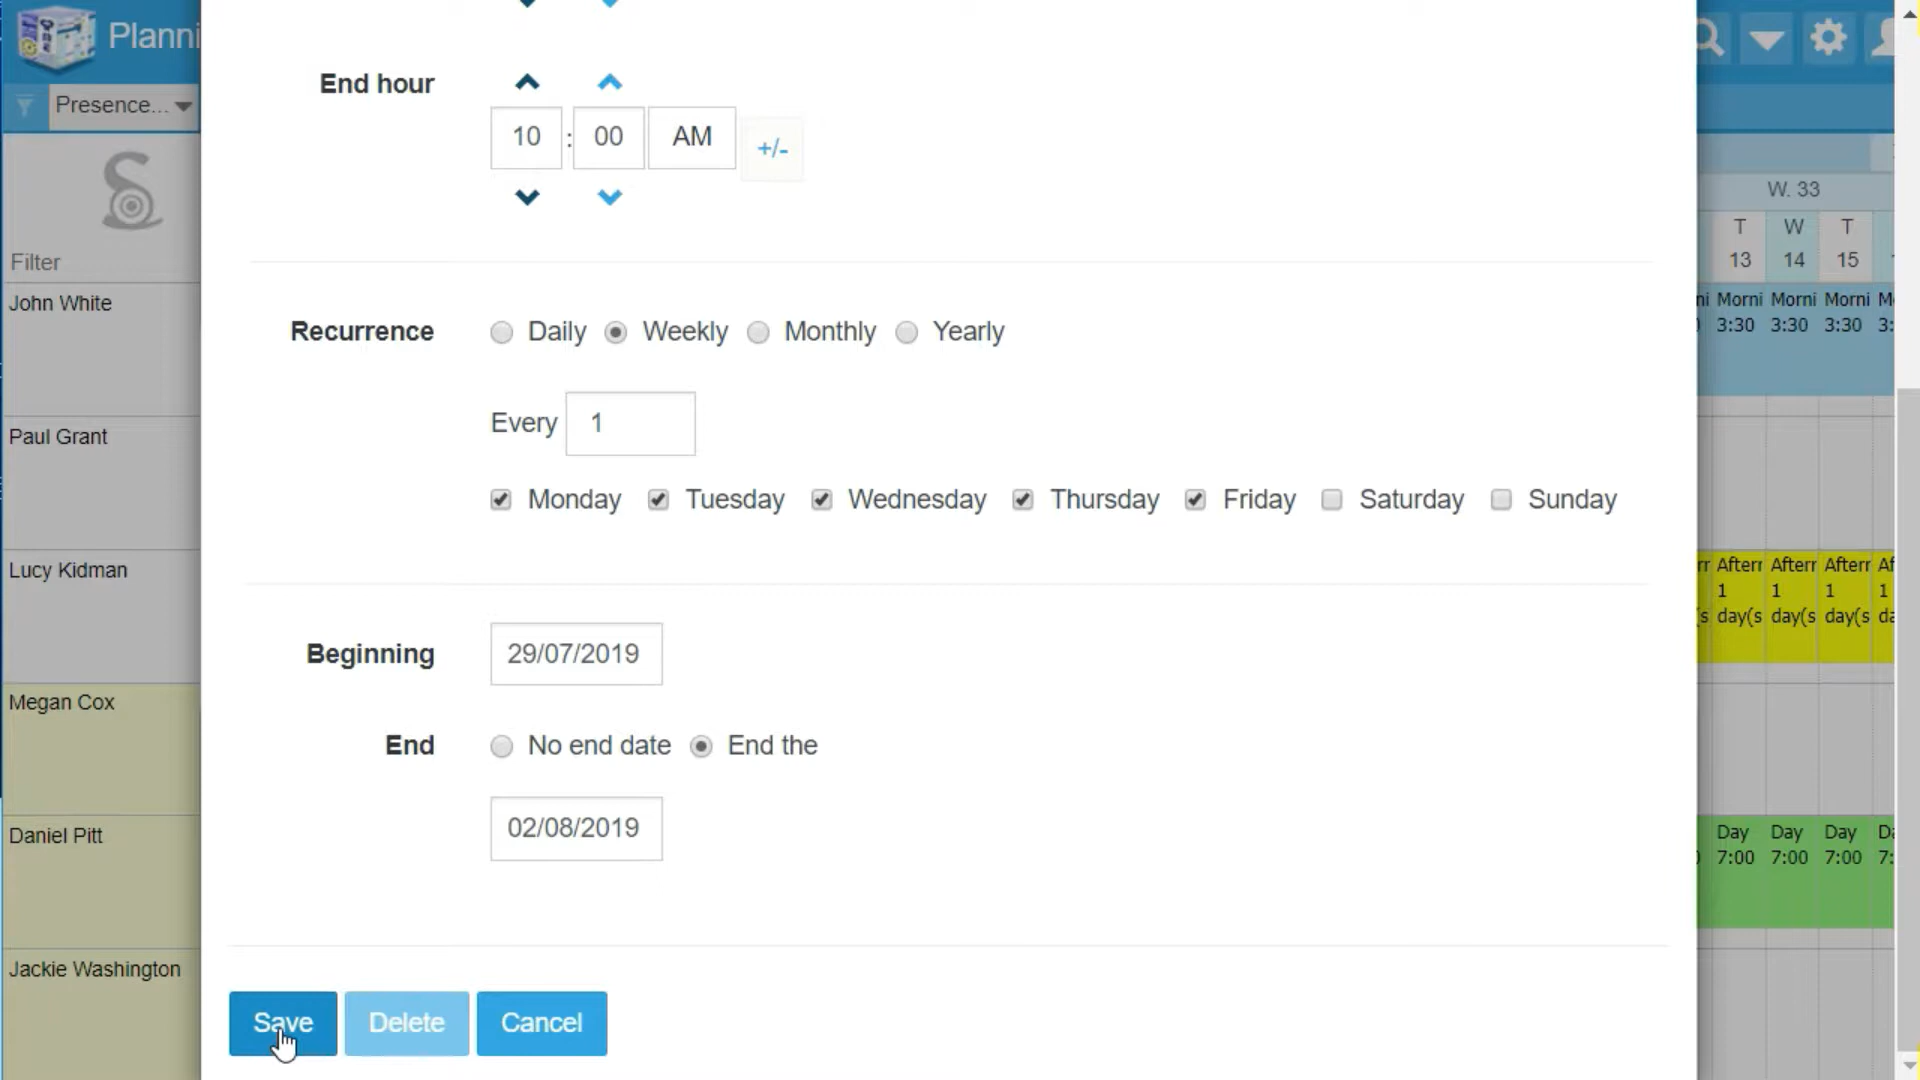 Planni
Presence...
Filter
John White
Paul Grant
Lucy Kidman
Megan Cox
Daniel Pitt
Jackie Washington
End hour
10 : 00 AM +/-
Recurrence Daily Weekly Monthly Yearly
Every 1
Monday Tuesday Wednesday Thursday Friday Saturday Sunday
Beginning 29/07/2019
End No end date End the
02/08/2019
Save Delete Cancel
W. 33
T W T
13 14 15
Morni Morni Morni
3:30 3:30 3:30
Afterr Afterr Afterr
1 1 1
day(s day(s day(s
Day Day Day
7:00 7:00 7:00